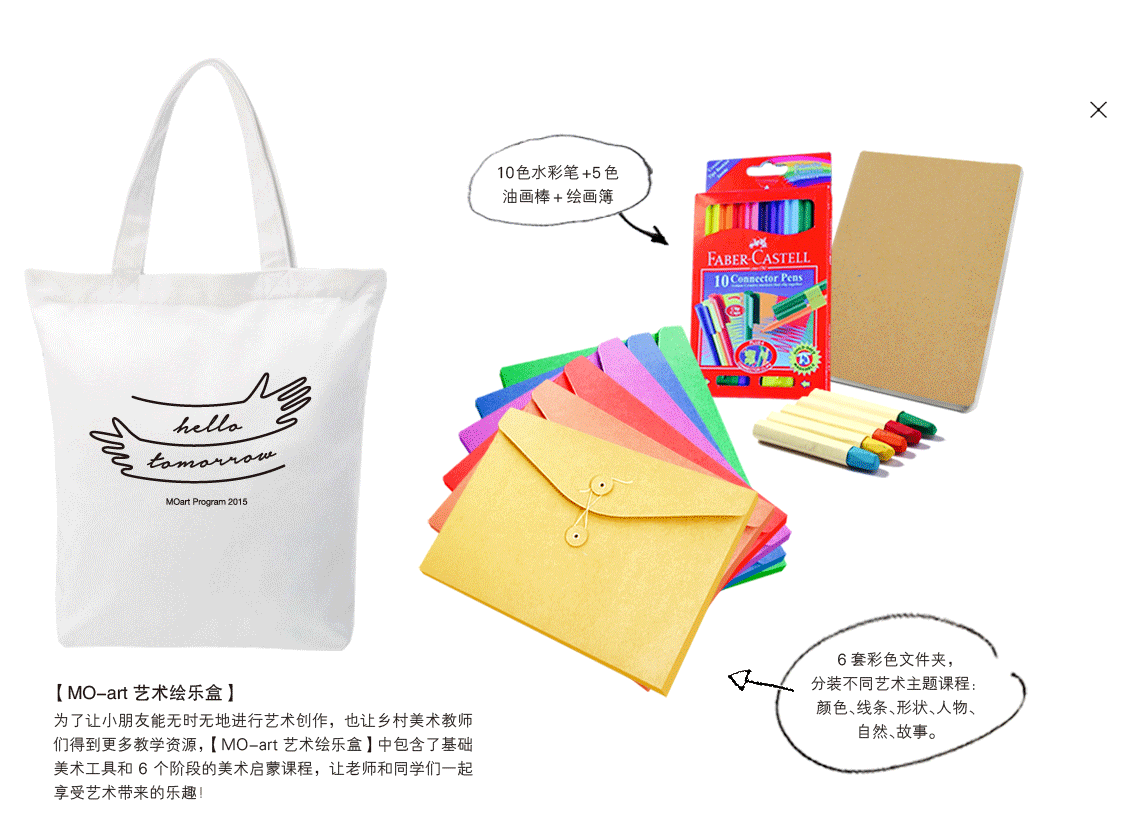 10色水彩笔+5色
油画棒+绘画簿
FABER-CASTELL
10 Connector Pens
hello
tomorrow
MOart Program 2015
6套彩色文件夹，
分装不同艺术主题课程：
颜色、线条、形状、人物、
自然、故事。
【MO-art 艺术绘乐盒】
为了让小朋友能无时无地进行艺术创作，也让乡村美术教师
们得到更多教学资源，【MO-art 艺术绘乐盒】中包含了基础
美术工具和 6 个阶段的美术启蒙课程，让老师和同学们一起
享受艺术带来的乐趣！